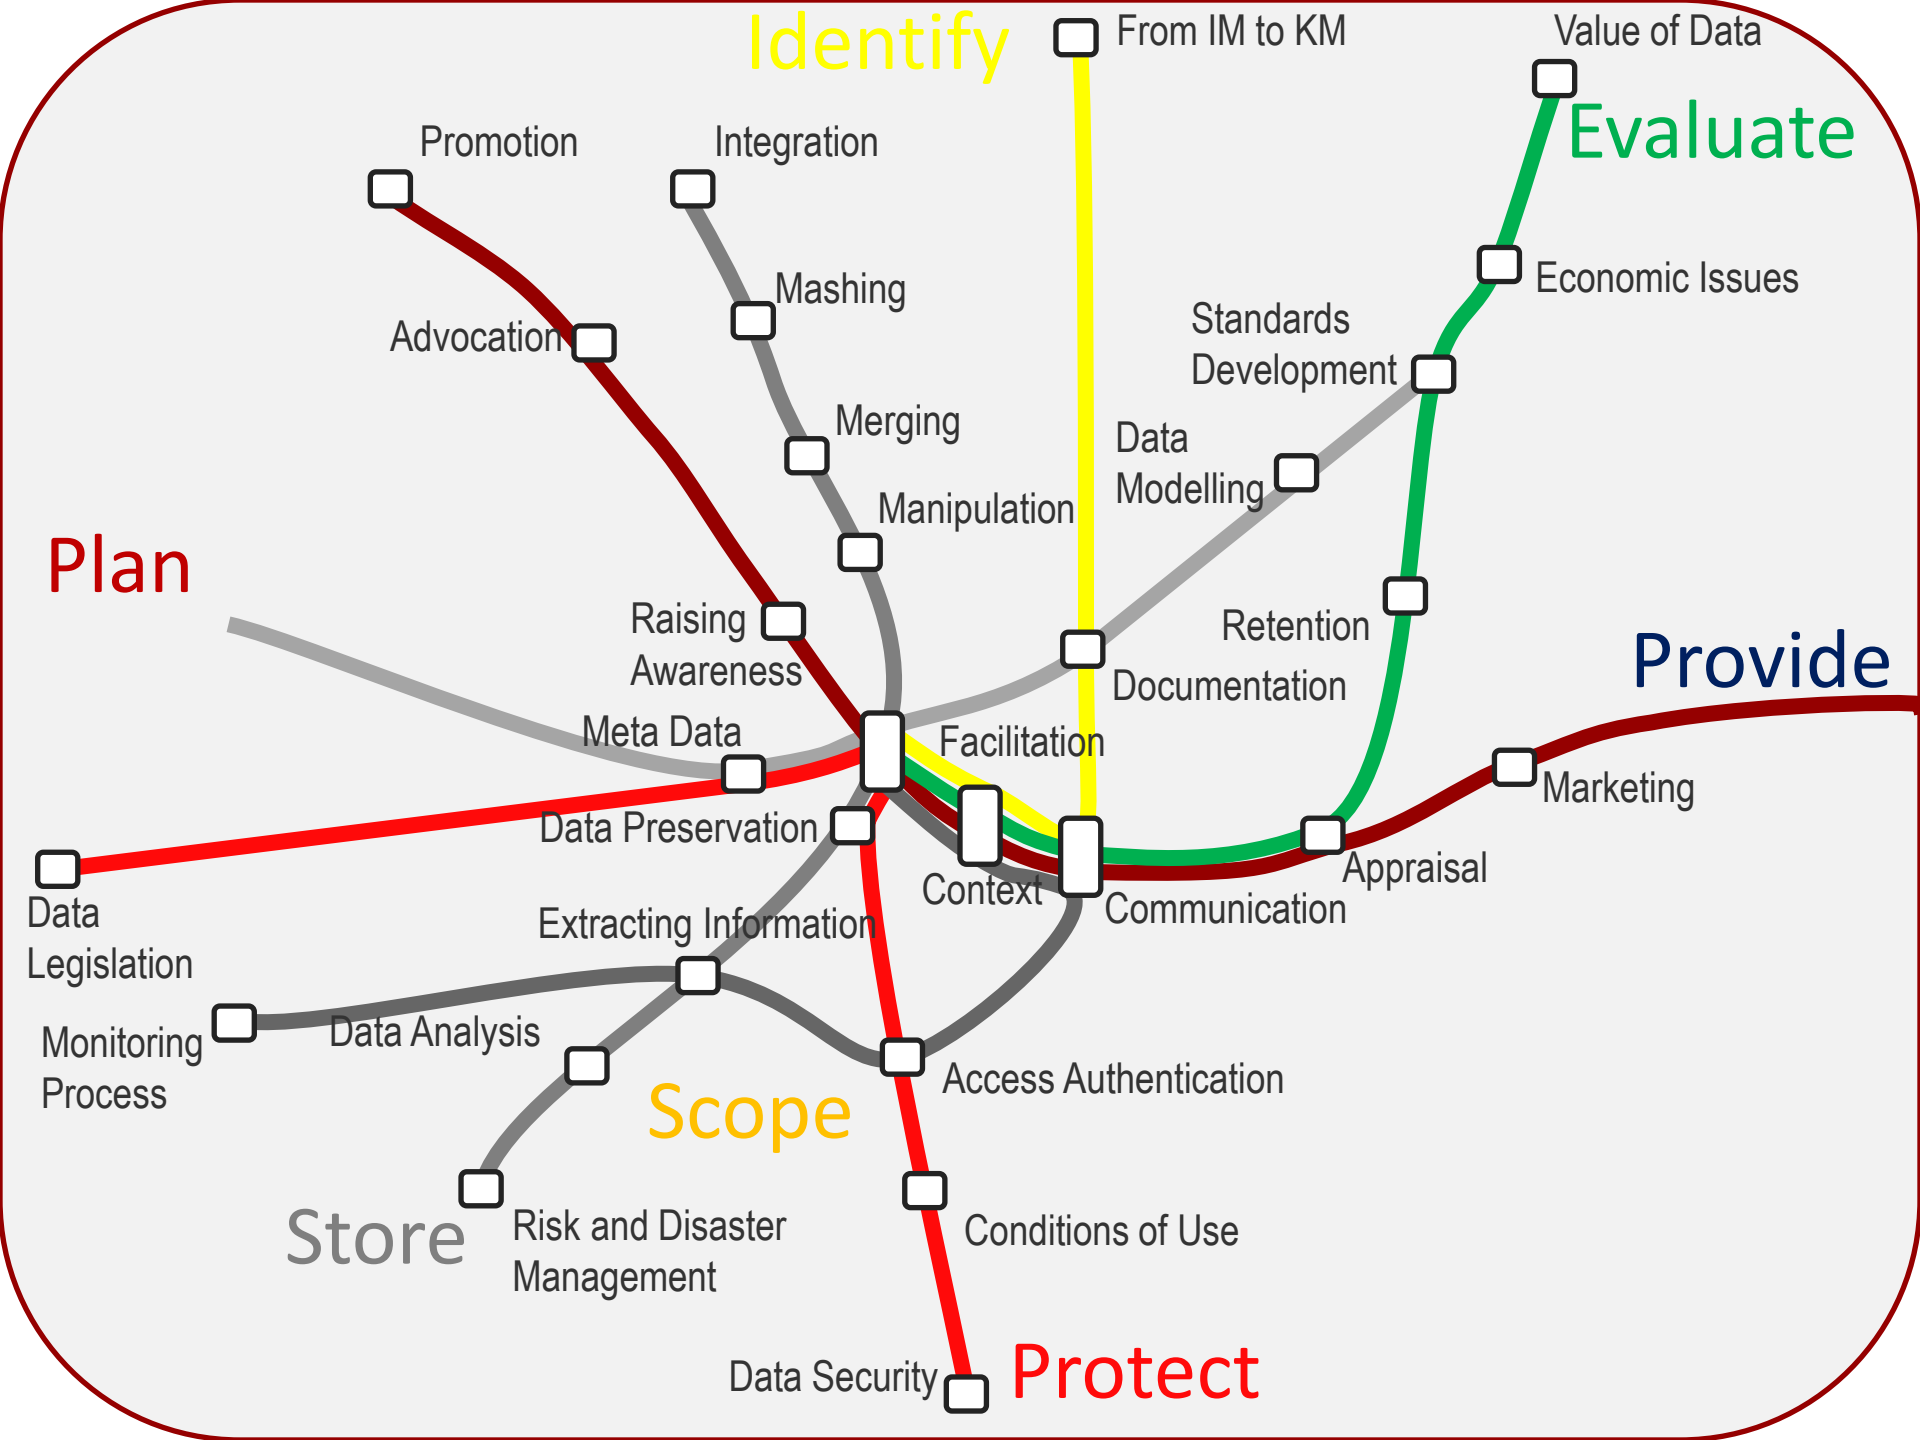 Identify
From IM to KM
Value of Data
Evaluate
Promotion
Integration
Mashing
Economic Issues
Advocation
Standards
Development
Merging
Data
Modelling
Manipulation
Plan
Raising
Awareness
Retention
Provide
Documentation
Meta Data
Facilitation
Marketing
Data Preservation
Appraisal
Context
Communication
Data
Legislation
Extracting Information
Monitoring
Process
Data Analysis
Access Authentication
Scope
Store
Risk and Disaster
Management
Conditions of Use
Data Security
Protect